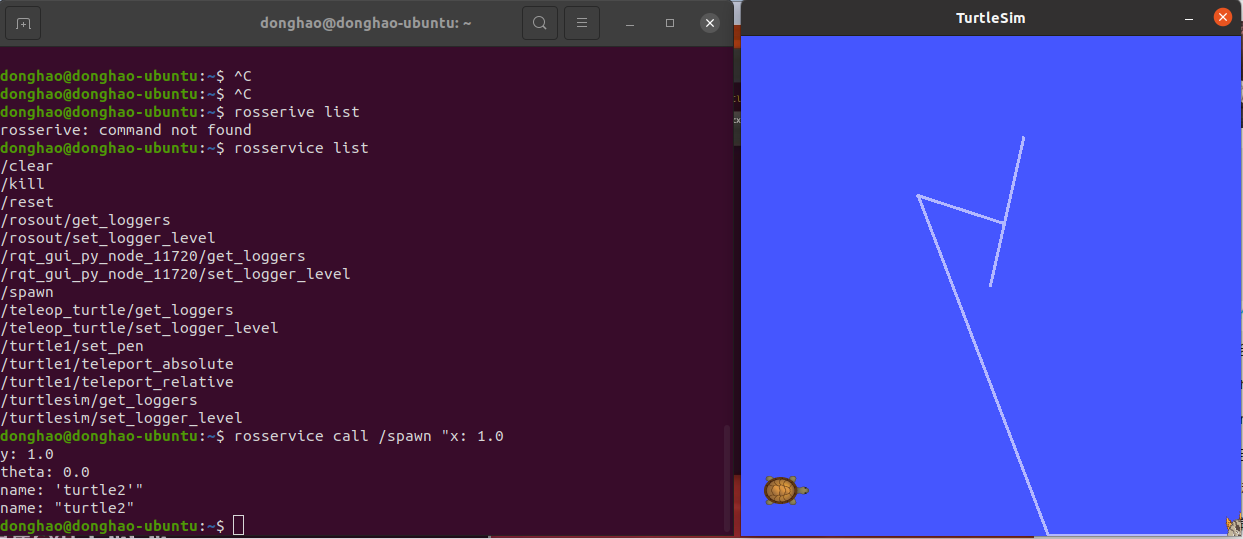 donghao@donghao-ubuntu: ~
TurtleSim
donghao@donghao-ubuntu:~$ ^C
donghao@donghao-ubuntu:~$ ^C
donghao@donghao-ubuntu:~$ rosserive list
rosserive: command not found
donghao@donghao-ubuntu:~$ rosservice list
/clear
/kill
/reset
/rosout/get_loggers
/rosout/set_logger_level
/rqt_gui_py_node_11720/get_loggers
/rqt_gui_py_node_11720/set_logger_level
/spawn
/teleop_turtle/get_loggers
/teleop_turtle/set_logger_level
/turtle1/set_pen
/turtle1/teleport_absolute
/turtle1/teleport_relative
/turtlesim/get_loggers
/turtlesim/set_logger_level
donghao@donghao-ubuntu:~$ rosservice call /spawn "x: 1.0
y: 1.0
theta: 0.0
name: 'turtle2'"
name: "turtle2"
donghao@donghao-ubuntu:~$